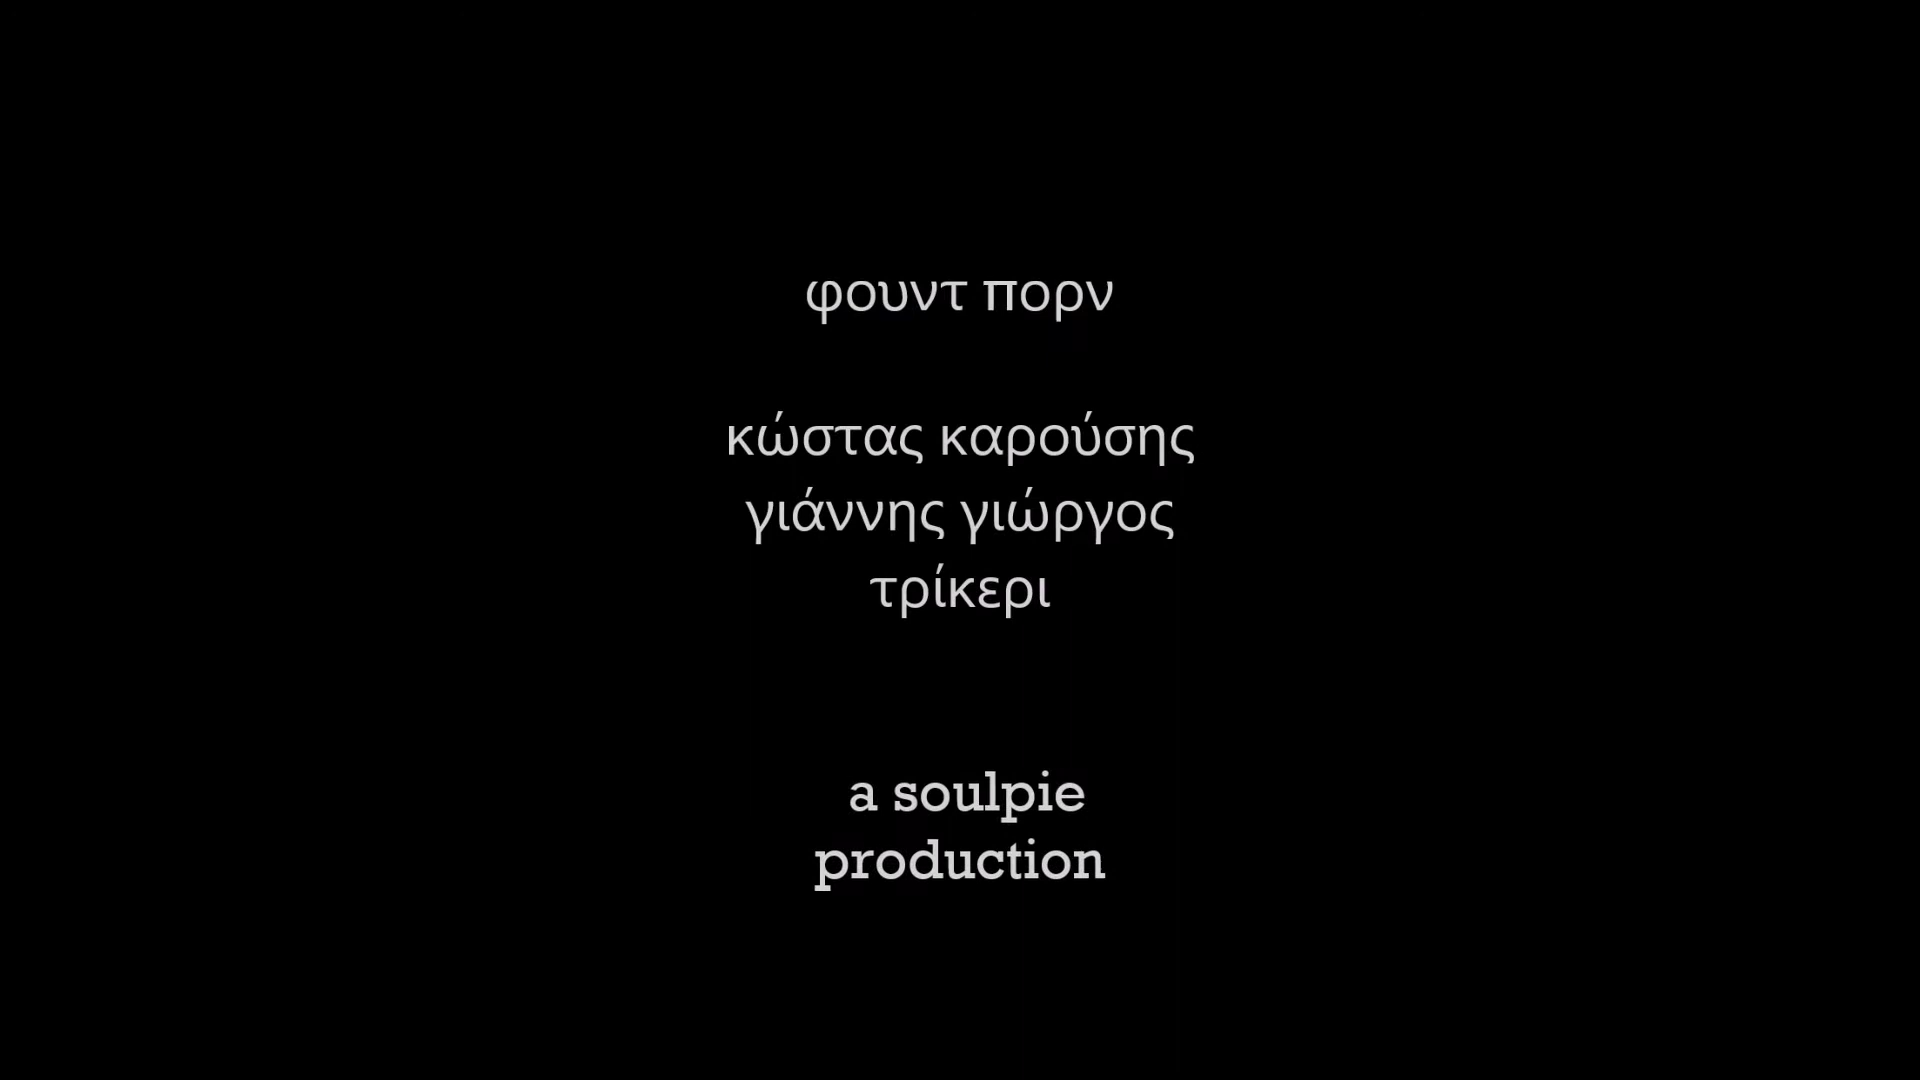 φουντ πορν
κώστας καρούσης
γιάννης γιώργος
τρίκερι
a soulpie
production